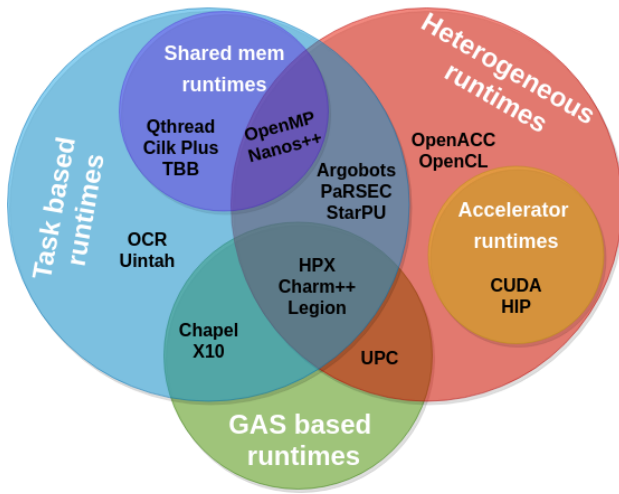 Shared mem
runtimes
Qthread
Cilk Plus
TBB
OpenMP
Nanos++
Heterogeneous
runtimes
OpenACC
OpenCL
Argobots
PaRSEC
StarPU
Accelerator
runtimes
CUDA
HIP
Task based
runtimes
OCR
Uintah
HPX
Charm++
Legion
Chapel
X10
UPC
GAS based
runtimes